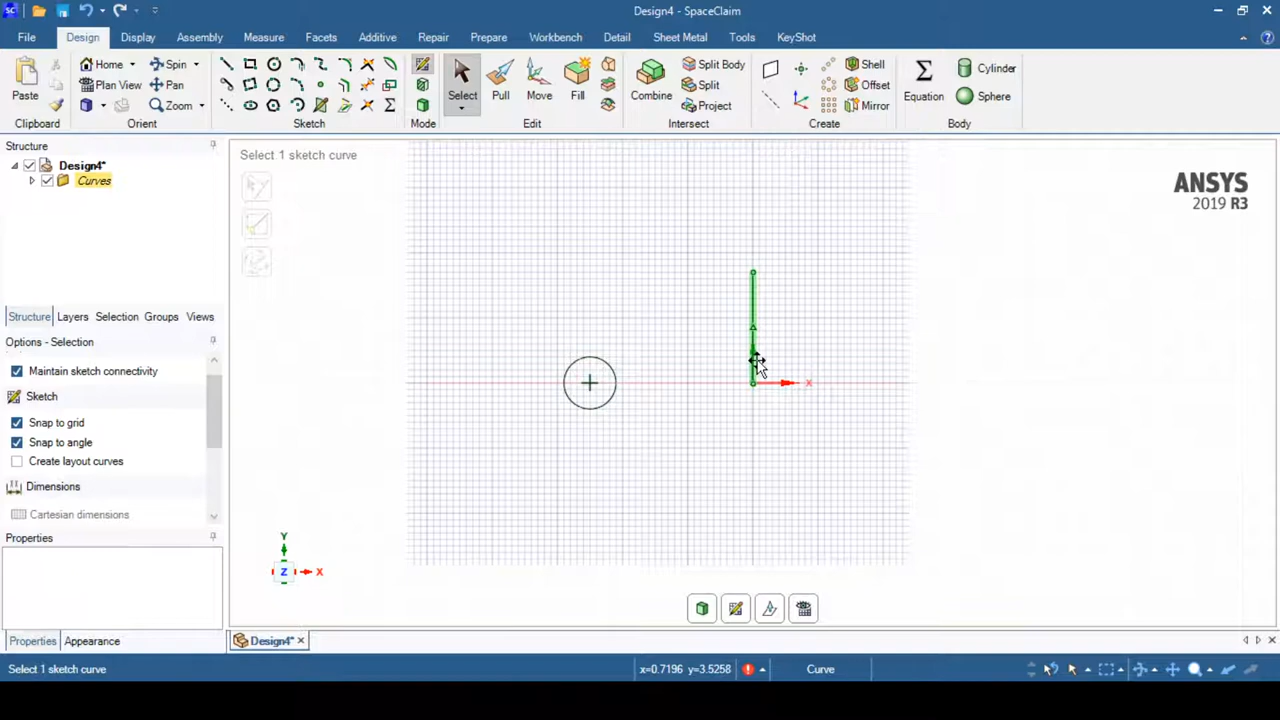 Design4 - SpaceClaim
File Design Display Assembly Measure Facets Additive Repair Prepare Workbench Detail Sheet Metal Tools KeyShot
Home Spin Split Body Shell Cylinder
Plan View Pan Split Offset
Paste Zoom Select Pull Move Fill Combine Project Mirror Equation Sphere
Clipboard Orient Sketch Mode Edit Intersect Create Body
Structure
Design4*
Curves
Select 1 sketch curve
ANSYS
2019 R3
Structure Layers Selection Groups Views
Options - Selection
Maintain sketch connectivity
Sketch
Snap to grid
Snap to angle
Create layout curves
Dimensions
Cartesian dimensions
Properties
X
Y
Z X
Properties Appearance
Design4*
Select 1 sketch curve x=0.7196 y=3.5258 Curve